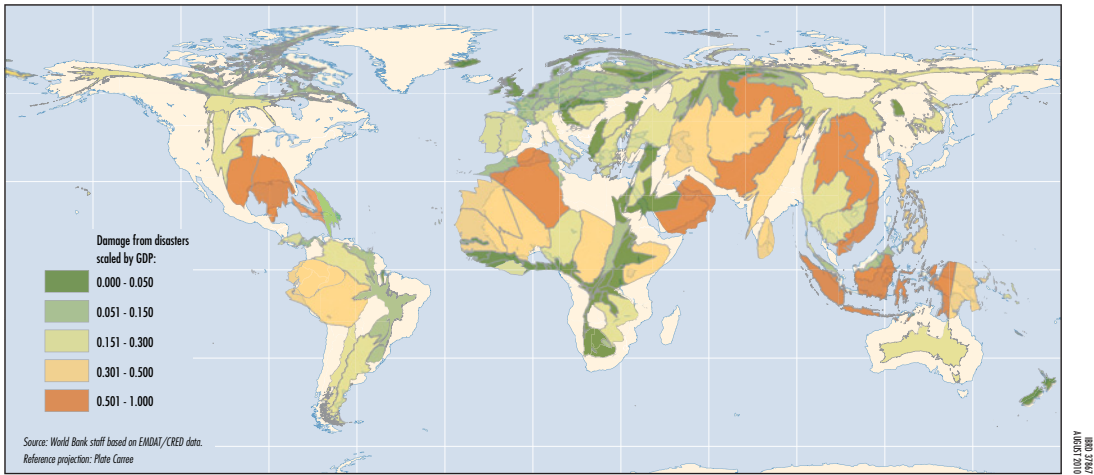 Damage from disasters
scaled by GDP:
0.000 - 0.050
0.051 - 0.150
0.151 - 0.300
0.301 - 0.500
0.501 - 1.000
Source: World Bank staff based on EMDAT/CRED data.
Reference projection: Plate Carree
IBRD 37867
AUGUST 2010